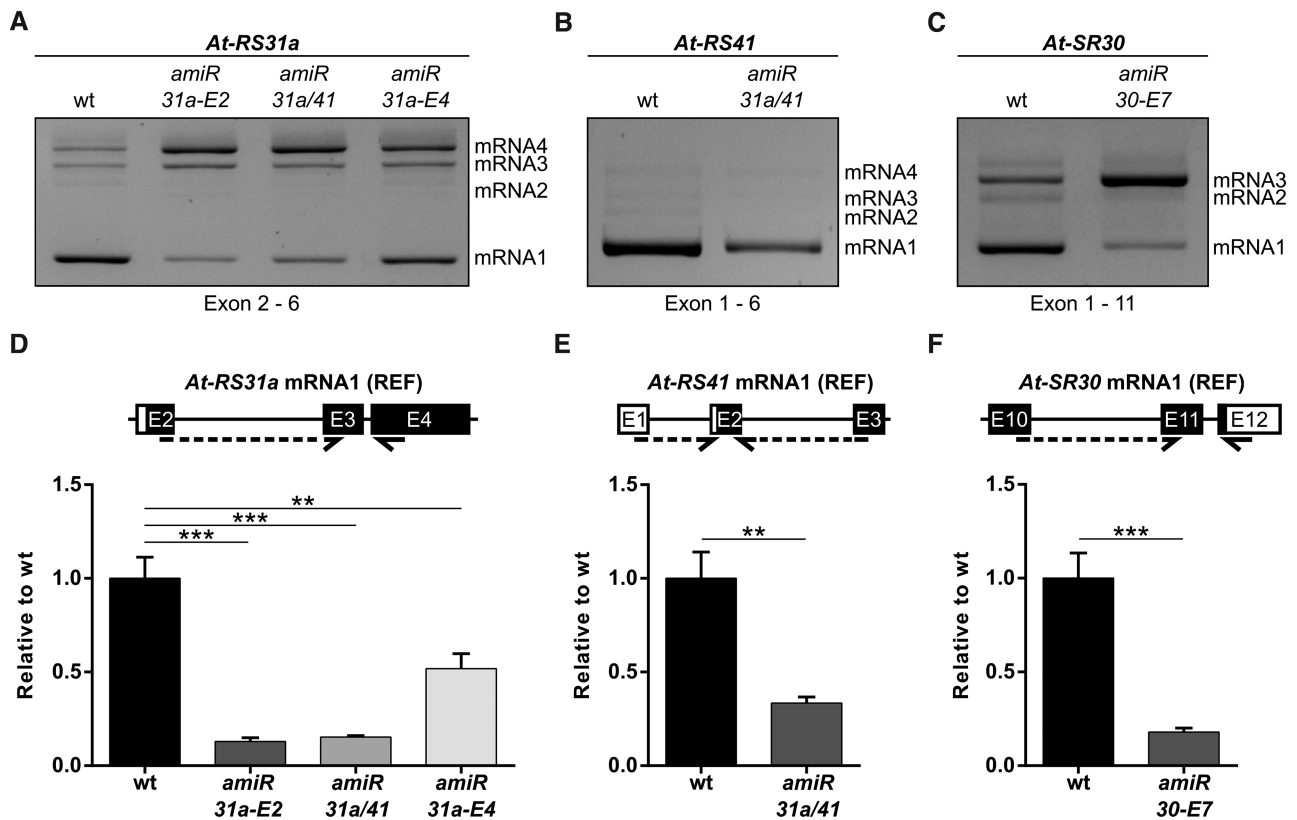 A
At-RS31a
wt
amiR 31a-E2
amiR 31a/41
amiR 31a-E4
mRNA4
mRNA3
mRNA2
mRNA1
Exon 2 - 6
B
At-RS41
wt
amiR 31a/41
mRNA4
mRNA3
mRNA2
mRNA1
Exon 1 - 6
C
At-SR30
wt
amiR 30-E7
mRNA3
mRNA2
mRNA1
Exon 1 - 11
D
At-RS31a mRNA1 (REF)
E2 E3 E4
Relative to wt
1.5
1.0
0.5
0.0
**
***
***
wt
amiR 31a-E2
amiR 31a/41
amiR 31a-E4
E
At-RS41 mRNA1 (REF)
E1 E2 E3
Relative to wt
1.5
1.0
0.5
0.0
**
wt
amiR 31a/41
F
At-SR30 mRNA1 (REF)
E10 E11 E12
Relative to wt
1.5
1.0
0.5
0.0
***
wt
amiR 30-E7